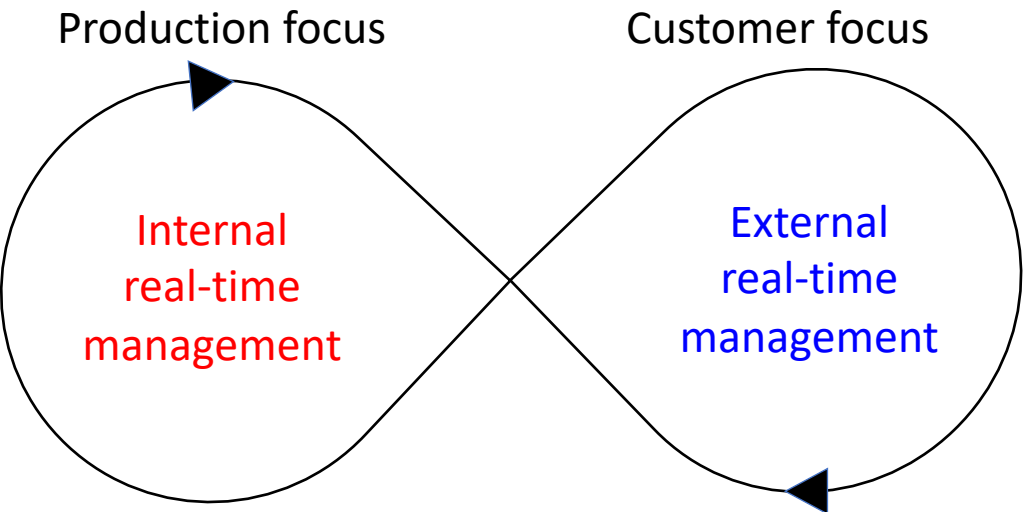 Production focus
Customer focus
Internal
real-time
management
External
real-time
management